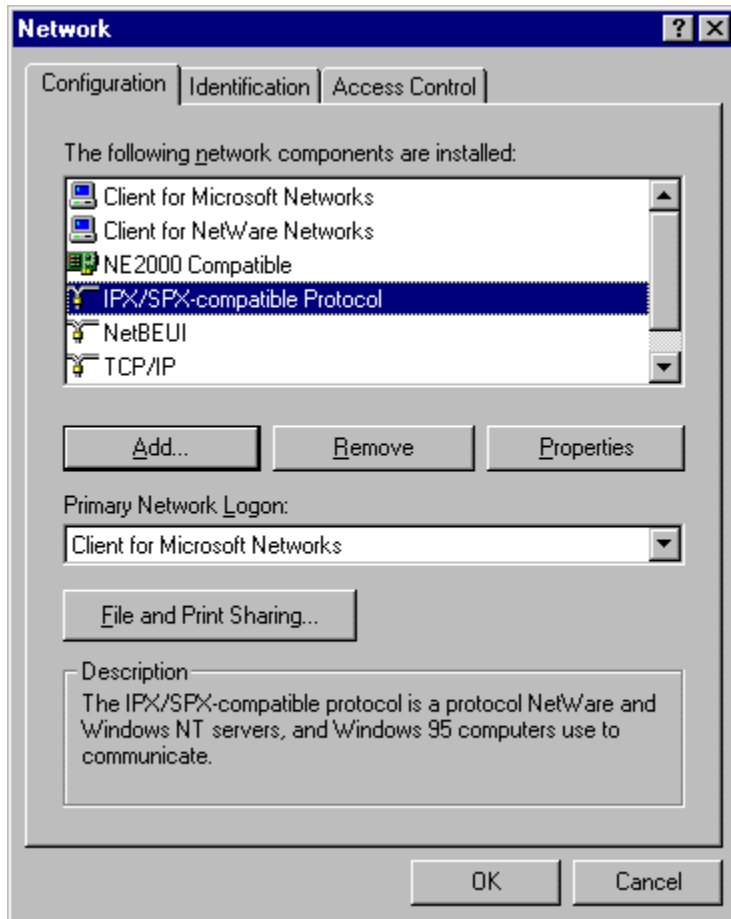 Network
Configuration Identification Access Control
The following network components are installed:
Client for Microsoft Networks
Client for NetWare Networks
NE2000 Compatible
IPX/SPX-compatible Protocol
NetBEUI
TCP/IP
Add... Remove Properties
Primary Network Logon:
Client for Microsoft Networks
File and Print Sharing...
Description
The IPX/SPX-compatible protocol is a protocol NetWare and
Windows NT servers, and Windows 95 computers use to
communicate.
OK Cancel